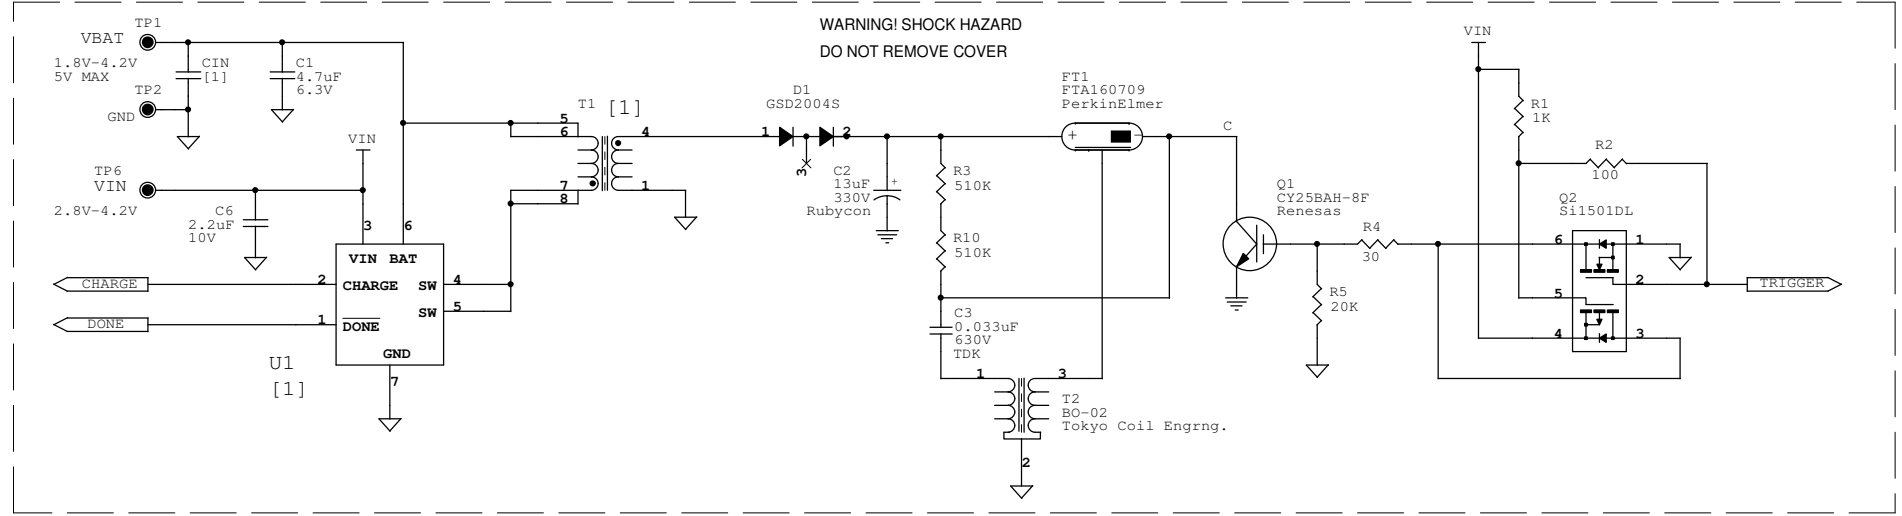 WARNING! SHOCK HAZARD
DO NOT REMOVE COVER
TP1
VBAT
1.8V-4.2V
5V MAX
TP2
GND
CIN
[1]
C1
4.7uF
6.3V
VIN
TP6
VIN
2.8V-4.2V
C6
2.2uF
10V
3
6
VIN BAT
CHARGE
2
CHARGE
SW
4
SW
5
DONE
1
DONE
GND
U1
[1]
7
T1
[1]
5
6
7
8
4
1
D1
GSD2004S
1
2
3
C2
13uF
330V
Rubycon
+
R3
510K
R10
510K
C3
0.033uF
630V
TDK
FT1
FTA160709
PerkinElmer
+
-
C
1
3
T2
BO-02
Tokyo Coil Engrng.
2
Q1
CY25BAH-8F
Renesas
R4
30
R5
20K
VIN
R1
1K
R2
100
Q2
Si1501DL
6
1
2
5
4
3
TRIGGER